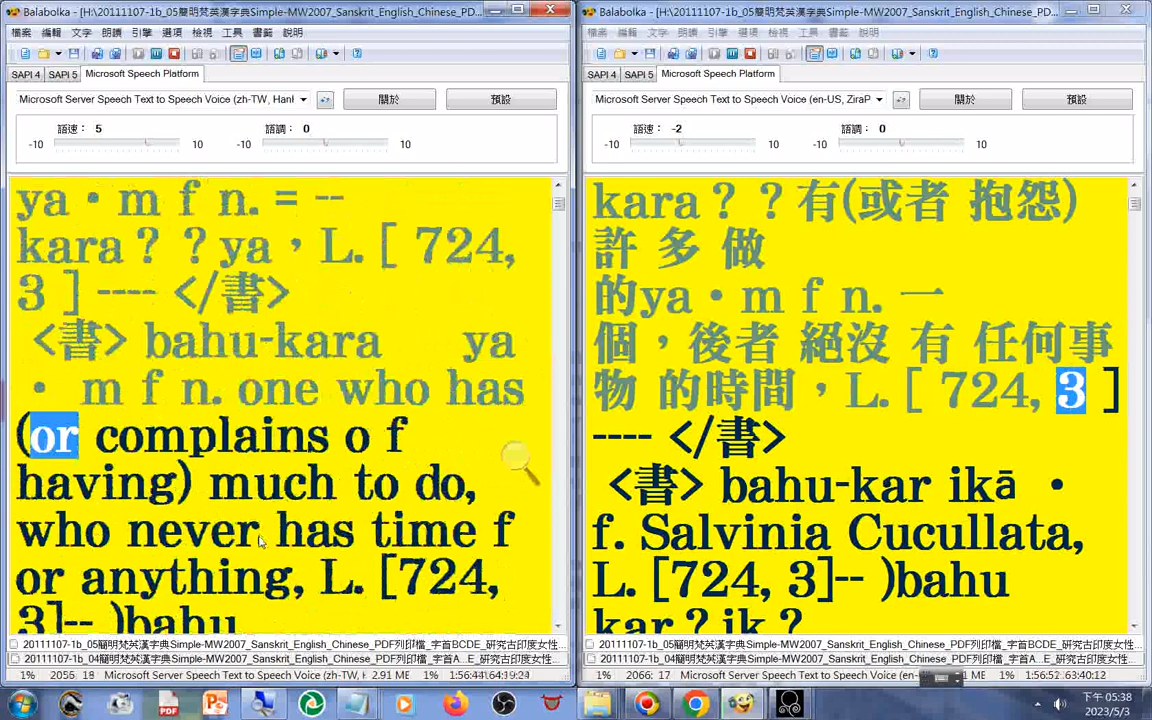 Balabolka - [H:\20111107-1b_05簡明梵英漢字典Simple-MW2007_Sanskrit_English_Chinese_PD...
檔案 編輯 文字 朗讀 引擎 選項 檢視 工具 書籤 說明
SAPI 4 SAPI 5 Microsoft Speech Platform
Microsoft Server Speech Text to Speech Voice (zh-TW, Han
關於 預設
語速： 5 語調： 0
-10 10 -10 10
ya • m f n. = --
kara ? ? ya ，L. [ 724,
3 ] ---- </書>
<書> bahu-kara ya
• m f n. one who has
(or complains o f
having) much to do,
who never has time f
or anything, L. [724,
3]-- )bahu
20111107-1b_05簡明梵英漢字典Simple-MW2007_Sanskrit_English_Chinese_PDF列印檔_字首BCDE_研究古印度女性...
20111107-1b_04簡明梵英漢字典Simple-MW2007_Sanskrit_English_Chinese_PDF列印檔_字首A...E_研究古印度女性...
1% 2055: 18 Microsoft Server Speech Text to Speech Voice (zh-TW, H 2.91 MB 1%
Balabolka - [H:\20111107-1b_05簡明梵英漢字典Simple-MW2007_Sanskrit_English_Chinese_PD...
檔案 編輯 文字 朗讀 引擎 選項 檢視 工具 書籤 說明
SAPI 4 SAPI 5 Microsoft Speech Platform
Microsoft Server Speech Text to Speech Voice (en-US, ZiraP
關於 預設
語速： -2 語調： 0
-10 10 -10 10
kara ? ? 有(或者 抱怨)
許 多 做
的ya • m f n. 一
個，後者 絕沒 有 任何事
物 的時間，L. [ 724, 3 ]
---- </書>
<書> bahu-kar ikā •
f. Salvinia Cucullata,
L. [724, 3]-- )bahu
kar ? ik ?
20111107-1b_05簡明梵英漢字典Simple-MW2007_Sanskrit_English_Chinese_PDF列印檔_字首BCDE_研究古印度女性...
20111107-1b_04簡明梵英漢字典Simple-MW2007_Sanskrit_English_Chinese_PDF列印檔_字首A...E_研究古印度女性...
1% 2066: 17 Microsoft Server Speech Text to Speech Voice
下午 05:38
2023/5/3